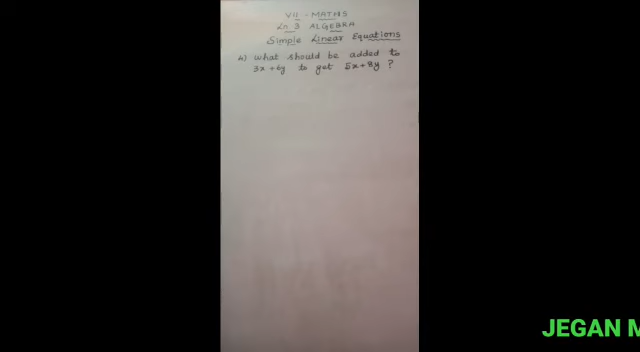 VII - MATHS
Ln. 3 ALGEBRA
Simple Linear Equations
4) What should be added to
3x + 6y to get 5x + 8y ?
JEGAN M